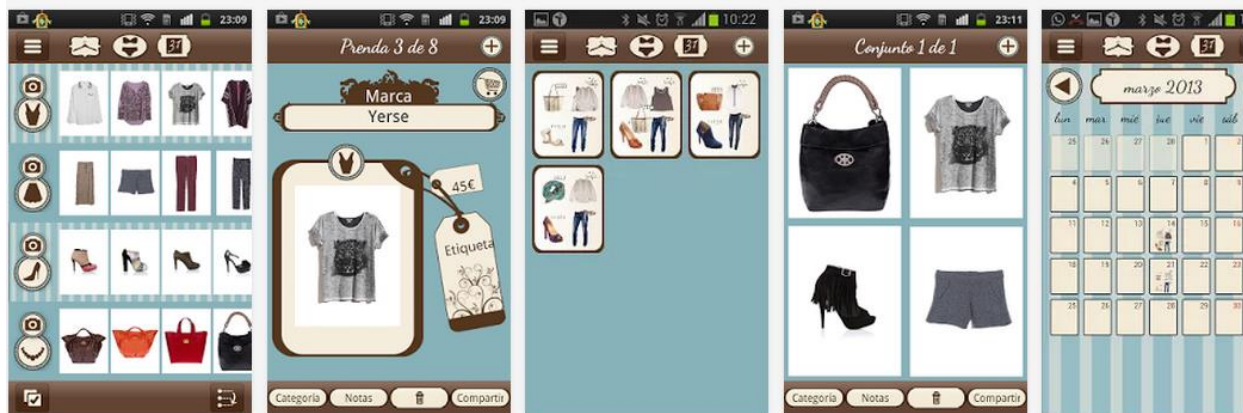 23:09
23:09
Prenda 3 de 8
Marca
Yerse
45€
Etiqueta
Categoría Notas Compartir
10:22
23:11
Conjunto 1 de 1
Categoría Notas Compartir
marzo 2013
lun mar mié jue vie sáb
25 26 27 28 1 2
4 5 6 7 8 9
11 12 13 14 15 16
18 19 20 21 22 23
25 26 27 28 29 30